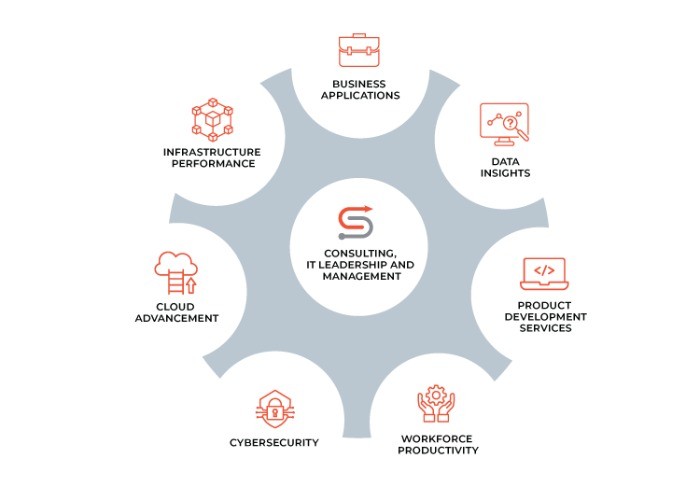 BUSINESS
APPLICATIONS
INFRASTRUCTURE
PERFORMANCE
?
DATA
INSIGHTS
CONSULTING,
IT LEADERSHIP AND
MANAGEMENT
</>
PRODUCT
DEVELOPMENT
SERVICES
CLOUD
ADVANCEMENT
CYBERSECURITY
WORKFORCE
PRODUCTIVITY